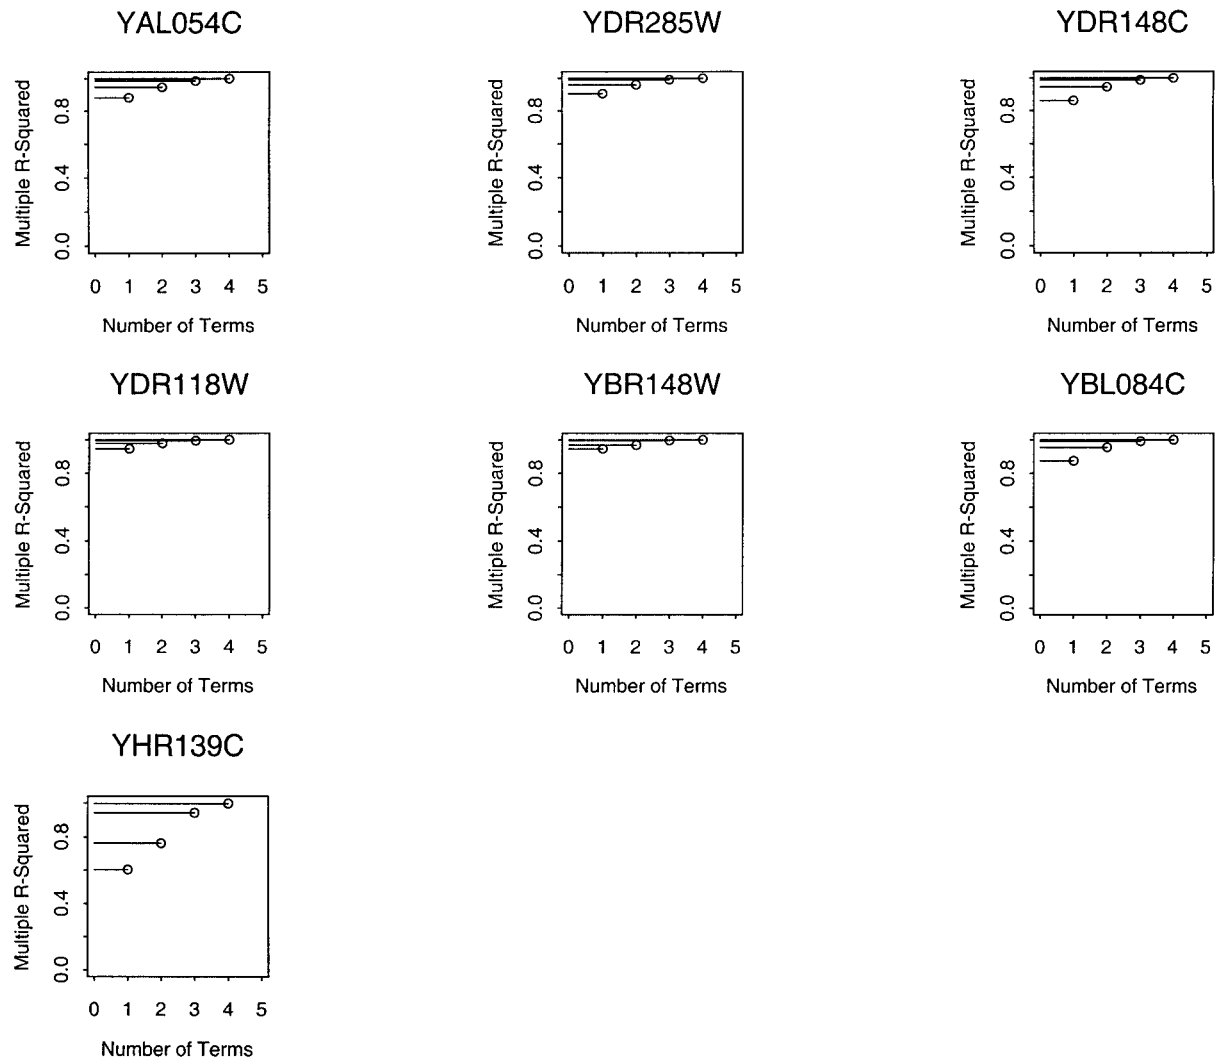 YAL054C
Multiple R-Squared
0.0 0.4 0.8
0 1 2 3 4 5
Number of Terms
YDR285W
Multiple R-Squared
0.0 0.4 0.8
0 1 2 3 4 5
Number of Terms
YDR148C
Multiple R-Squared
0.0 0.4 0.8
0 1 2 3 4 5
Number of Terms
YDR118W
Multiple R-Squared
0.0 0.4 0.8
0 1 2 3 4 5
Number of Terms
YBR148W
Multiple R-Squared
0.0 0.4 0.8
0 1 2 3 4 5
Number of Terms
YBL084C
Multiple R-Squared
0.0 0.4 0.8
0 1 2 3 4 5
Number of Terms
YHR139C
Multiple R-Squared
0.0 0.4 0.8
0 1 2 3 4 5
Number of Terms